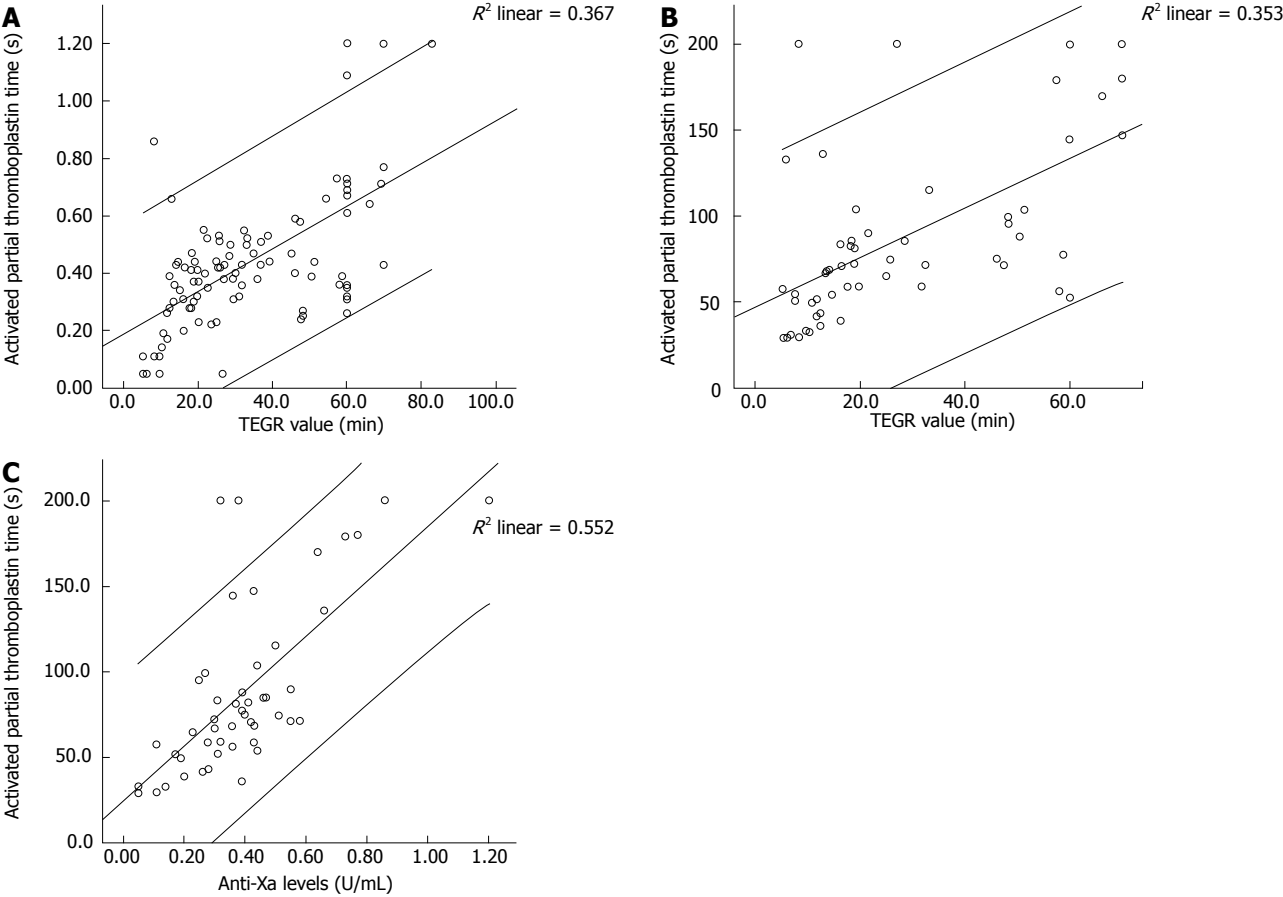 A
R² linear = 0.367
Activated partial thromboplastin time (s)
1.20
1.00
0.80
0.60
0.40
0.20
0.00
0.0 20.0 40.0 60.0 80.0 100.0
TEGR value (min)
B
R² linear = 0.353
Activated partial thromboplastin time (s)
200
150
100
50
0
0.0 20.0 40.0 60.0
TEGR value (min)
C
R² linear = 0.552
Activated partial thromboplastin time (s)
200.0
150.0
100.0
50.0
0.0
0.00 0.20 0.40 0.60 0.80 1.00 1.20
Anti-Xa levels (U/mL)